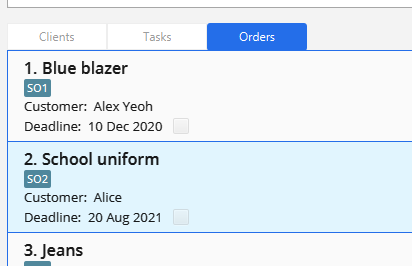 Clients Tasks Orders
1. Blue blazer
SO1
Customer: Alex Yeoh
Deadline: 10 Dec 2020
2. School uniform
SO2
Customer: Alice
Deadline: 20 Aug 2021
3. Jeans